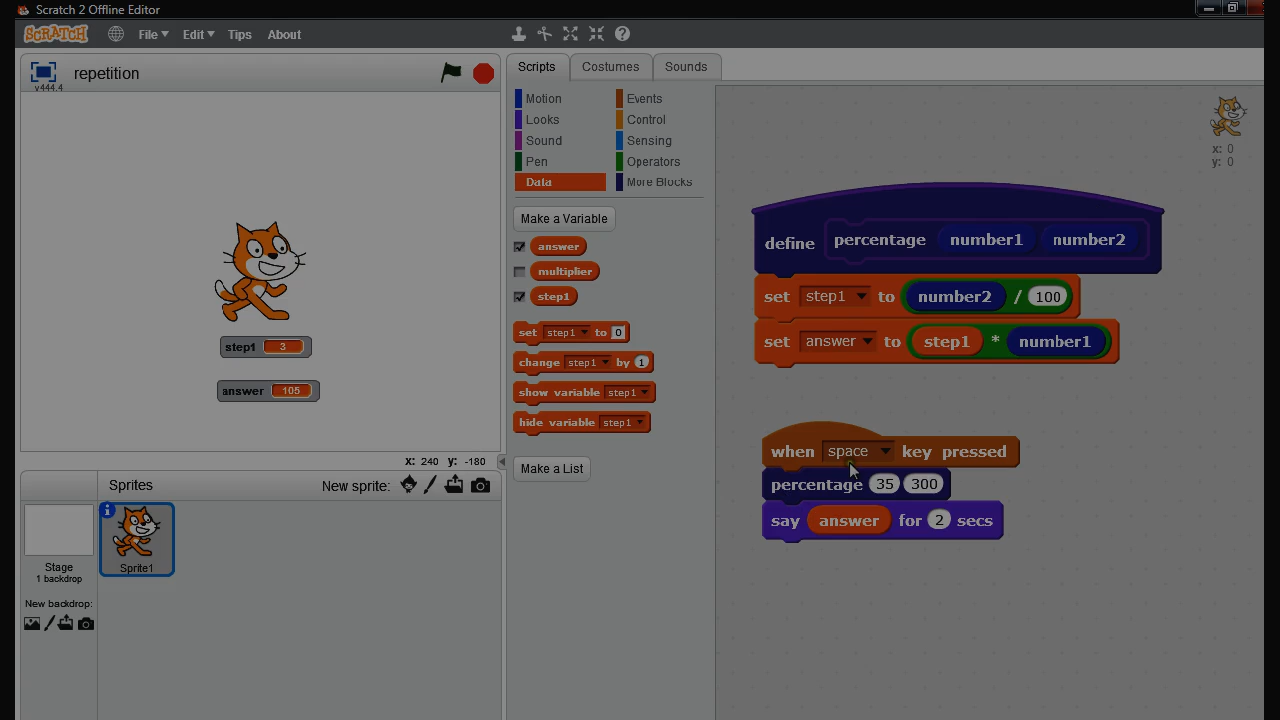 Scratch 2 Offline Editor
SCRATCH File Edit Tips About
v444.4 repetition
Scripts Costumes Sounds
Motion Events
Looks Control
Sound Sensing
Pen Operators
Data More Blocks
Make a Variable
answer
multiplier
step1
set step1 to 0
change step1 by 1
show variable step1
hide variable step1
Make a List
step1 3
answer 105
x: 240 y: -180
Sprites New sprite:
Stage
1 backdrop
New backdrop:
Sprite1
x: 0
y: 0
define percentage number1 number2
set step1 to number2 / 100
set answer to step1 * number1
when space key pressed
percentage 35 300
say answer for 2 secs